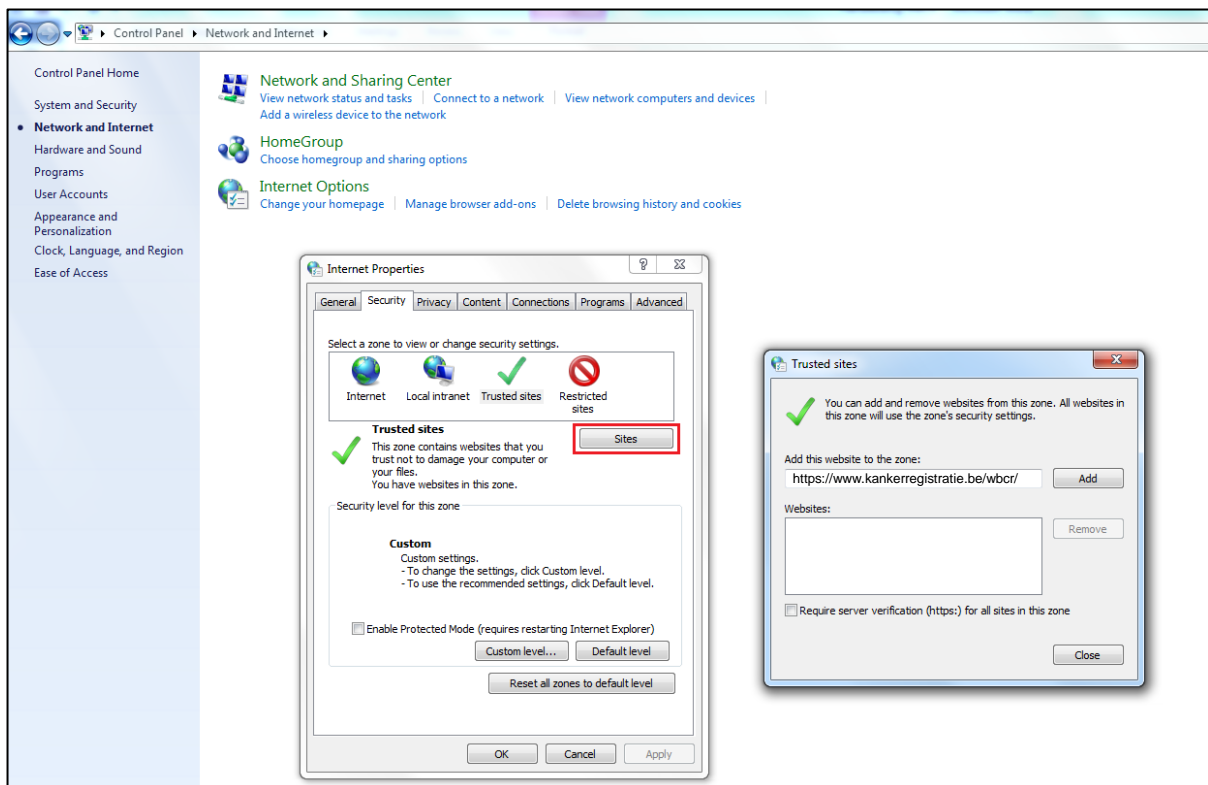 Control Panel Network and Internet
Control Panel Home
System and Security
Network and Internet
Hardware and Sound
Programs
User Accounts
Appearance and
Personalization
Clock, Language, and Region
Ease of Access
Network and Sharing Center
View network status and tasks Connect to a network View network computers and devices
Add a wireless device to the network
HomeGroup
Choose homegroup and sharing options
Internet Options
Change your homepage Manage browser add-ons Delete browsing history and cookies
Internet Properties
General Security Privacy Content Connections Programs Advanced
Select a zone to view or change security settings.
Internet Local intranet Trusted sites Restricted
sites
Trusted sites
Sites
This zone contains websites that you
trust not to damage your computer or
your files.
You have websites in this zone.
Security level for this zone
Custom
Custom settings.
- To change the settings, click Custom level.
- To use the recommended settings, click Default level.
Enable Protected Mode (requires restarting Internet Explorer)
Custom level... Default level
Reset all zones to default level
OK Cancel Apply
Trusted sites
You can add and remove websites from this zone. All websites in
this zone will use the zone's security settings.
Add this website to the zone:
https://www.kankerregistratie.be/wbcr/ Add
Websites:
Remove
Require server verification (https:) for all sites in this zone
Close